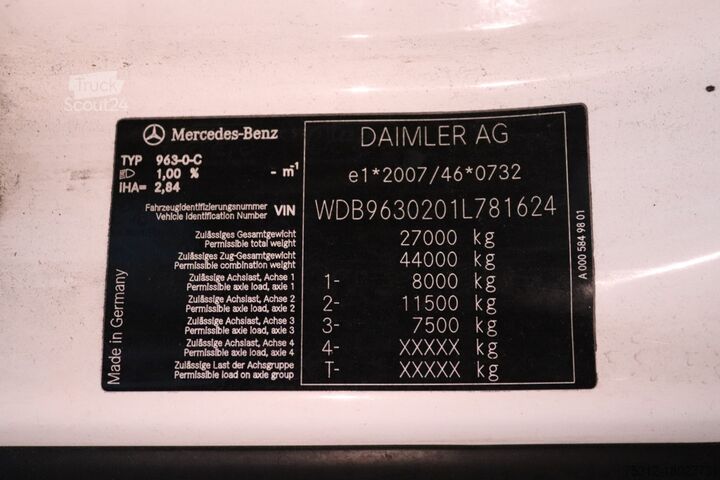 Truck
Scout24
Mercedes-Benz
TYP 963-0-C
1,00 % - m-1
IHA= 2,84
Fahrzeugidentifizierungsnummer
Vehicle Identification Number VIN
Zulässiges Gesamtgewicht
Permissible total weight
Zulässiges Zug-Gesamtgewicht
Permissible combination weight
Zulässige Achslast, Achse 1
Permissible axle load, axle 1
Zulässige Achslast, Achse 2
Permissible axle load, axle 2
Zulässige Achslast, Achse 3
Permissible axle load, axle 3
Zulässige Achslast, Achse 4
Permissible axle load, axle 4
Zulässige Last der Achsgruppe
Permissible load on axle group
Made in Germany
DAIMLER AG
e1*2007/46*0732
WDB9630201L781624
27000 kg
44000 kg
1- 8000 kg
2- 11500 kg
3- 7500 kg
4- XXXXX kg
T- XXXXX kg
A 000 584 98 01